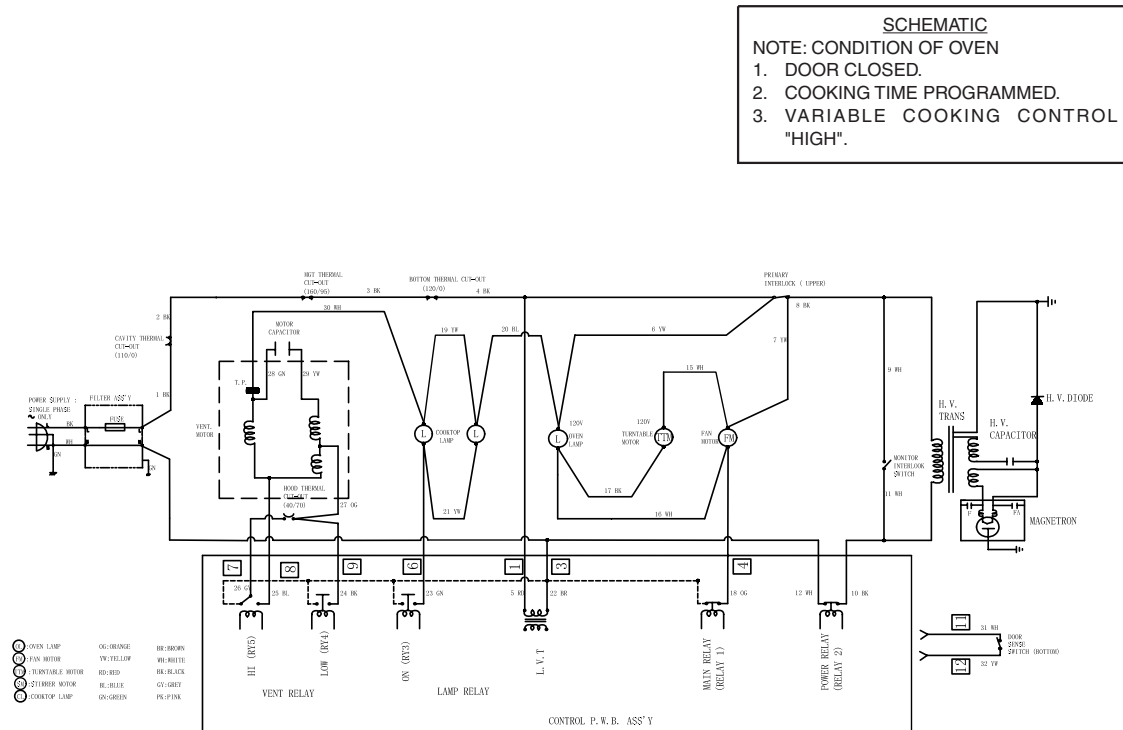 SCHEMATIC
NOTE: CONDITION OF OVEN
1. DOOR CLOSED.
2. COOKING TIME PROGRAMMED.
3. VARIABLE COOKING CONTROL
"HIGH".
MGT THERMAL
CUT-OUT
(160/95)
3 BK
BOTTOM THERMAL CUT-OUT
(120/0)
4 BK
PRIMARY
INTERLOCK ( UPPER)
8 BK
2 BK
30 WH
19 YW
20 BL
6 YW
7 YW
MOTOR
CAPACITOR
CAVITY THERMAL
CUT-OUT
(110/0)
28 GN
29 YW
15 WH
9 WH
T.P.
1 BK
POWER SUPPLY :
SINGLE PHASE
~ ONLY
FILTER ASS'Y
FUSE
BK
WH
GN
GN
VENT.
MOTOR
L
COOKTOP
LAMP
L
120V
L
OVEN
LAMP
120V
TURNTABLE
MOTOR
TTM
FAN
MOTOR
FM
H.V.
TRANS
H.V.
CAPACITOR
H.V.DIODE
MONITOR
INTERLOOK
SWITCH
HOOD THERMAL
CUT-OUT
(40/70)
27 OG
21 YW
17 BK
16 WH
11 WH
F
FA
MAGNETRON
7
8
9
6
1
3
4
26 GY
25 BL
24 BK
23 GN
5 RD
22 BR
18 OG
12 WH
10 BK
HI (RY5)
LOW (RY4)
ON (RY3)
L.V.T
MAIN RELAY
(RELAY 1)
POWER RELAY
(RELAY 2)
VENT RELAY
LAMP RELAY
CONTROL P.W.B. ASS'Y
11
31 WH
DOOR
SENSE
SWITCH (BOTTOM)
12
32 YW
OL :OVEN LAMP
OG:ORANGE
BR:BROWN
FM :FAN MOTOR
YW:YELLOW
WH:WHITE
TTM :TURNTABLE MOTOR
RD:RED
BK:BLACK
SM :STIRRER MOTOR
BL:BLUE
GY:GREY
CL :COOKTOP LAMP
GN:GREEN
PK:PINK